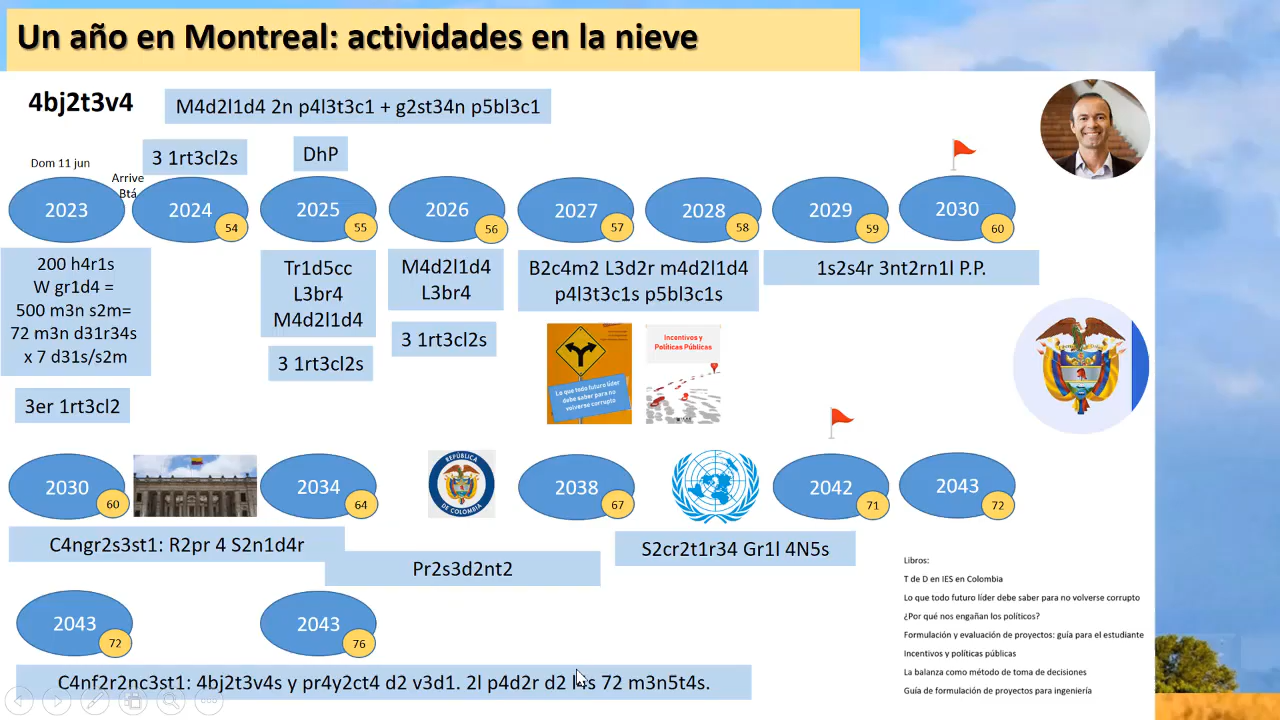 Un año en Montreal: actividades en la nieve
4bj2t3v4
M4d2l1d4 2n p4l3t3c1 + g2st34n p5bl3c1
Dom 11 jun
Arrive
Btá
3 1rt3cl2s
DhP
2023
2024
54
2025
55
2026
56
2027
57
2028
58
2029
59
2030
60
200 h4r1s
W gr1d4 =
500 m3n s2m=
72 m3n d31r34s
x 7 d31s/s2m
3er 1rt3cl2
Tr1d5cc
L3br4
M4d2l1d4
3 1rt3cl2s
M4d2l1d4
L3br4
3 1rt3cl2s
B2c4m2 L3d2r m4d2l1d4
p4l3t3c1s p5bl3c1s
1s2s4r 3nt2rn1l P.P.
Lo que todo futuro líder
debe saber para no
volverse corrupto
Incentivos y
Políticas Públicas
2030
60
2034
64
REPÚBLICA
DE COLOMBIA
2038
67
2042
71
2043
72
C4ngr2s3st1: R2pr 4 S2n1d4r
Pr2s3d2nt2
S2cr2t1r34 Gr1l 4N5s
2043
72
2043
76
C4nf2r2nc3st1: 4bj2t3v4s y pr4y2ct4 d2 v3d1. 2l p4d2r d2 l4s 72 m3n5t4s.
Libros:
T de D en IES en Colombia
Lo que todo futuro líder debe saber para no volverse corrupto
¿Por qué nos engañan los políticos?
Formulación y evaluación de proyectos: guía para el estudiante
Incentivos y políticas públicas
La balanza como método de toma de decisiones
Guía de formulación de proyectos para ingeniería